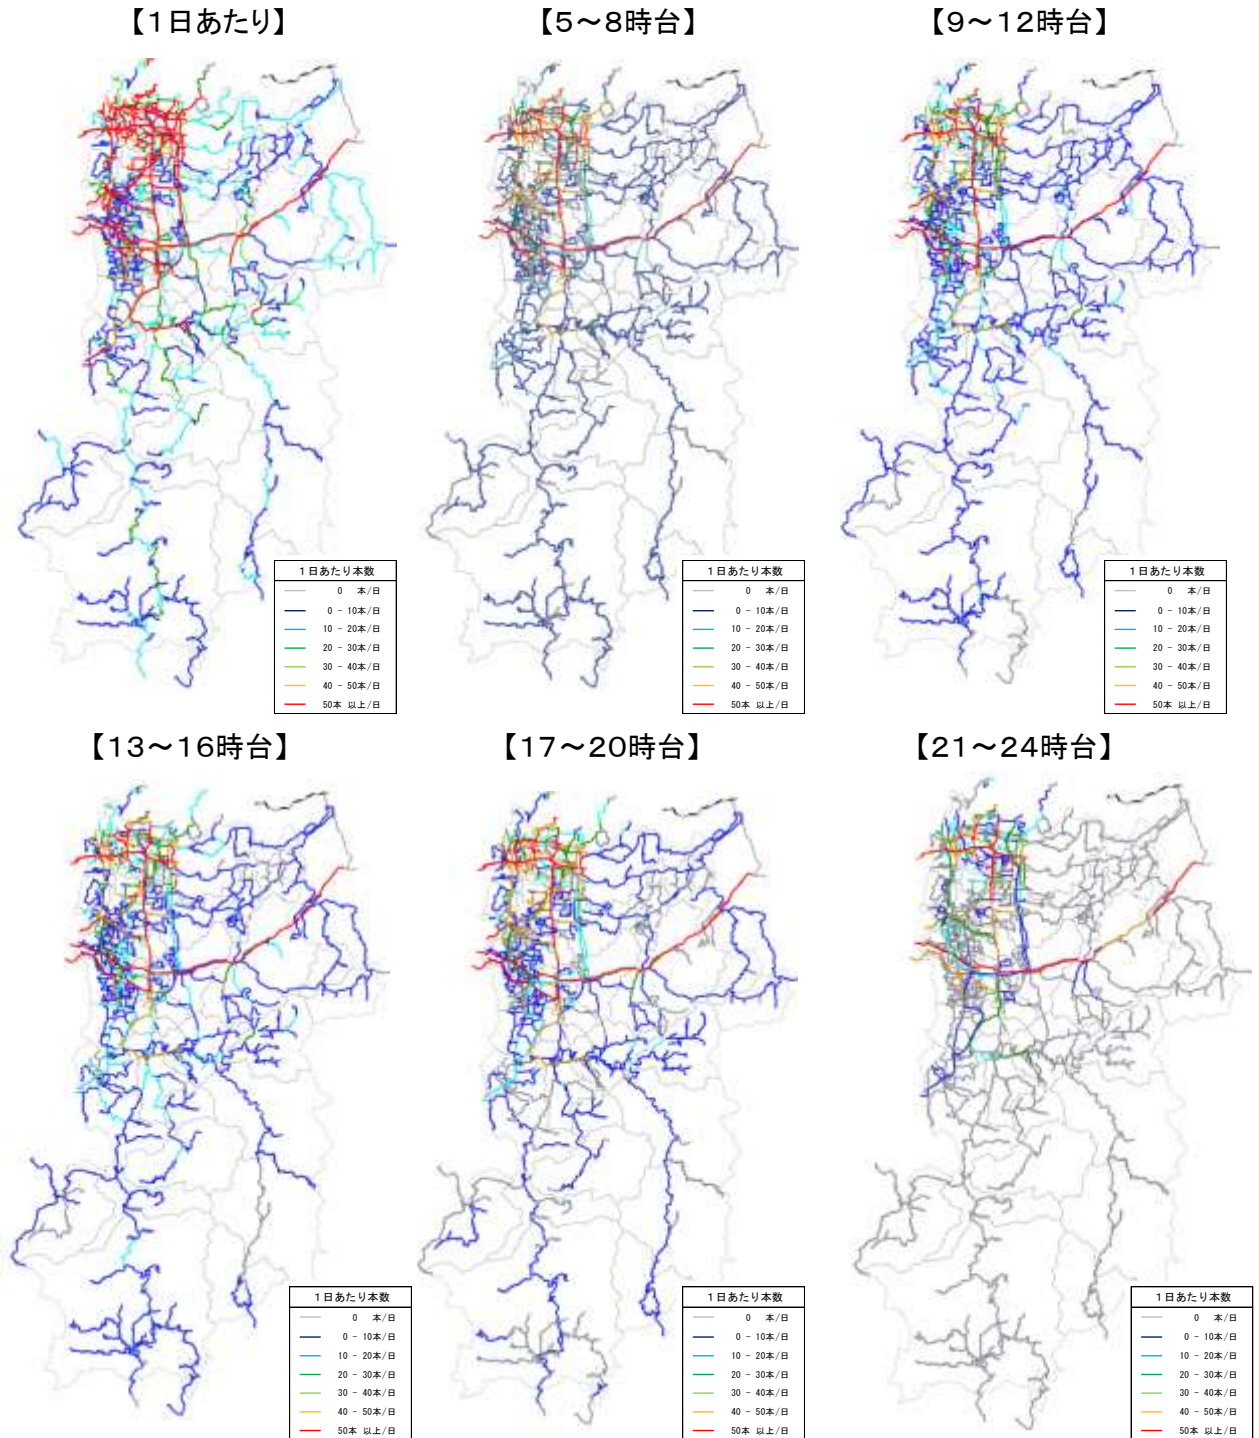 【1日あたり】
【5～8時台】
【9～12時台】
1日あたり本数
0 本/日
0 - 10本/日
10 - 20本/日
20 - 30本/日
30 - 40本/日
40 - 50本/日
50本 以上/日
1日あたり本数
0 本/日
0 - 10本/日
10 - 20本/日
20 - 30本/日
30 - 40本/日
40 - 50本/日
50本 以上/日
1日あたり本数
0 本/日
0 - 10本/日
10 - 20本/日
20 - 30本/日
30 - 40本/日
40 - 50本/日
50本 以上/日
【13～16時台】
【17～20時台】
【21～24時台】
1日あたり本数
0 本/日
0 - 10本/日
10 - 20本/日
20 - 30本/日
30 - 40本/日
40 - 50本/日
50本 以上/日
1日あたり本数
0 本/日
0 - 10本/日
10 - 20本/日
20 - 30本/日
30 - 40本/日
40 - 50本/日
50本 以上/日
1日あたり本数
0 本/日
0 - 10本/日
10 - 20本/日
20 - 30本/日
30 - 40本/日
40 - 50本/日
50本 以上/日